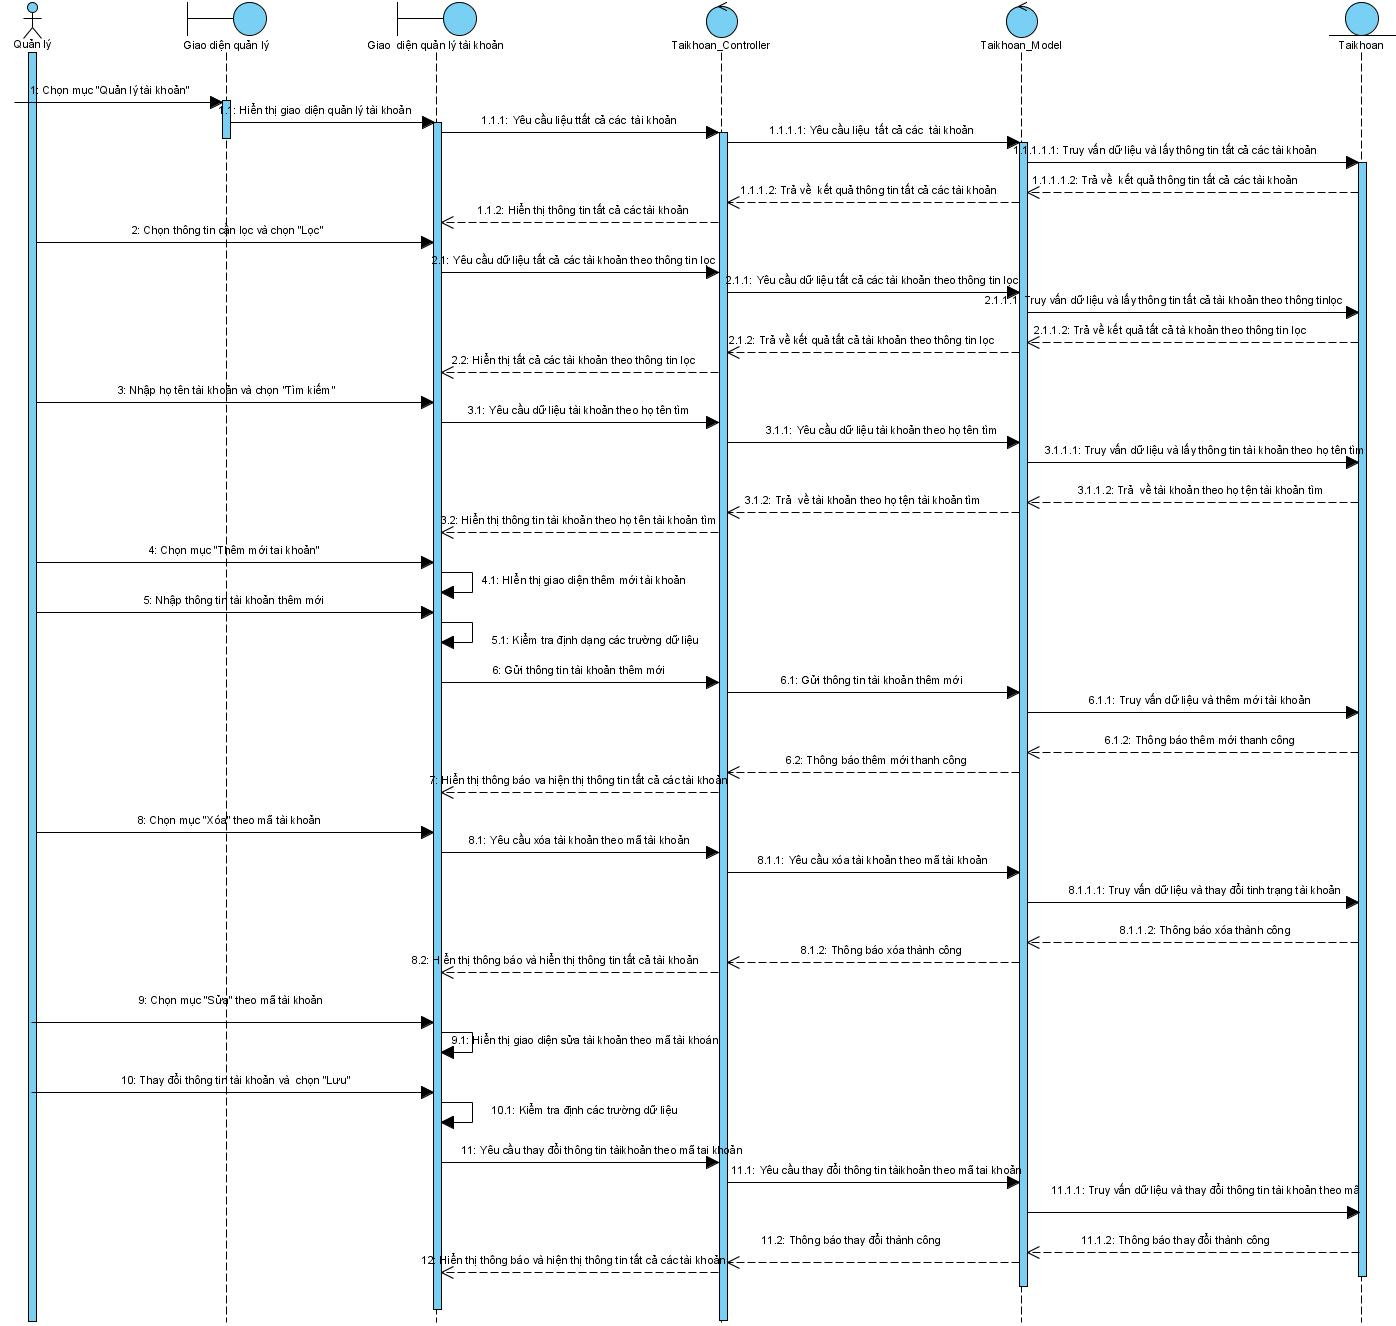 Quản lý
Giao diện quản lý
Giao diện quản lý tài khoản
Taikhoan_Controller
Taikhoan_Model
Taikhoan
1: Chọn mục "Quản lý tài khoản"
1.1: Hiển thị giao diện quản lý tài khoản
1.1.1: Yêu cầu liệu ttất cả các tài khoản
1.1.1.1: Yêu cầu liệu tất cả các tài khoản
1.1.1.1.1: Truy vấn dữ liệu và lấy thông tin tất cả các tài khoản
1.1.1.1.2: Trả về kết quả thông tin tất cả các tài khoản
1.1.1.2: Trả về kết quả thông tin tất cả các tài khoản
1.1.2: Hiển thị thông tin tất cả các tài khoản
2: Chọn thông tin cần lọc và chọn "Lọc"
2.1: Yêu cầu dữ liệu tất cả các tài khoản theo thông tin lọc
2.1.1: Yêu cầu dữ liệu tất cả các tài khoản theo thông tin lọc
2.1.1.1: Truy vấn dữ liệu và lấy thông tin tất cả tài khoản theo thông tinlọc
2.1.1.2: Trả về kết quả tất cả tà khoản theo thông tin lọc
2.1.2: Trả về kết quả tất cả tài khoản theo thông tin lọc
2.2: Hiển thị tất cả các tài khoản theo thông tin lọc
3: Nhập họ tên tài khoản và chọn "Tìm kiếm"
3.1: Yêu cầu dữ liệu tài khoản theo họ tên tìm
3.1.1: Yêu cầu dữ liệu tài khoản theo họ tên tìm
3.1.1.1: Truy vấn dữ liệu và lấy thông tin tài khoản theo họ tên tìm
3.1.1.2: Trả về tài khoản theo họ tện tài khoản tìm
3.1.2: Trả về tài khoản theo họ tện tài khoản tìm
3.2: Hiển thị thông tin tài khoản theo họ tên tài khoản tìm
4: Chọn mục "Thêm mới tai khoản"
4.1: HIển thị giao diện thêm mới tài khoản
5: Nhập thông tin tài khoản thêm mới
5.1: Kiểm tra định dạng các trường dữ liệu
6: Gửi thông tin tài khoản thêm mới
6.1: Gửi thông tin tài khoản thêm mới
6.1.1: Truy vấn dữ liệu và thêm mới tài khoản
6.1.2: Thông báo thêm mới thanh công
6.2: Thông báo thêm mới thanh công
7: Hiển thị thông báo va hiện thị thông tin tất cả các tài khoản
8: Chọn mục "Xóa" theo mã tài khoản
8.1: Yêu cầu xóa tài khoản theo mã tài khoản
8.1.1: Yêu cầu xóa tài khoản theo mã tài khoản
8.1.1.1: Truy vấn dữ liệu và thay đổi tinh trạng tài khoản
8.1.1.2: Thông báo xóa thành công
8.1.2: Thông báo xóa thành công
8.2: Hiển thị thông báo và hiển thị thông tin tất cả tài khoản
9: Chọn mục "Sửa" theo mã tài khoản
9.1: Hiển thị giao diện sửa tài khoản theo mã tài khoán
10: Thay đổi thông tin tài khoản và chọn "Lưu"
10.1: Kiểm tra định các trường dữ liệu
11: Yêu cầu thay đổi thông tin tàikhoản theo mã tai khoản
11.1: Yêu cầu thay đổi thông tin tàikhoản theo mã tai khoản
11.1.1: Truy vấn dữ liệu và thay đổi thông tin tài khoản theo mã
11.1.2: Thông báo thay đổi thành công
11.2: Thông báo thay đổi thành công
12: Hiển thị thông báo và hiện thị thông tin tất cả các tài khoản